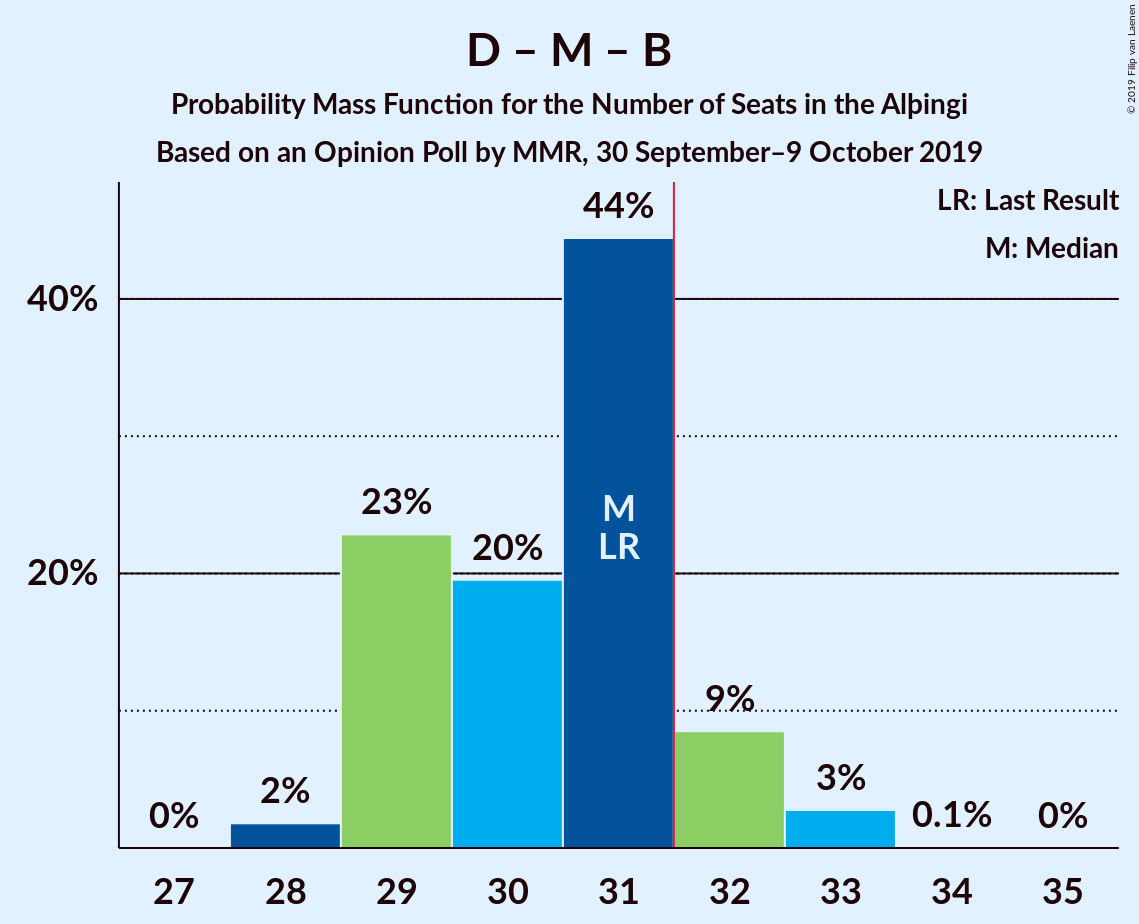 D – M – B
Probability Mass Function for the Number of Seats in the Alþingi
Based on an Opinion Poll by MMR, 30 September–9 October 2019
© 2019 Filip van Laenen
LR: Last Result
M: Median
44%
40%
23%
20%
20%
M
LR
9%
0%
2%
3%
0.1%
0%
27 28 29 30 31 32 33 34 35